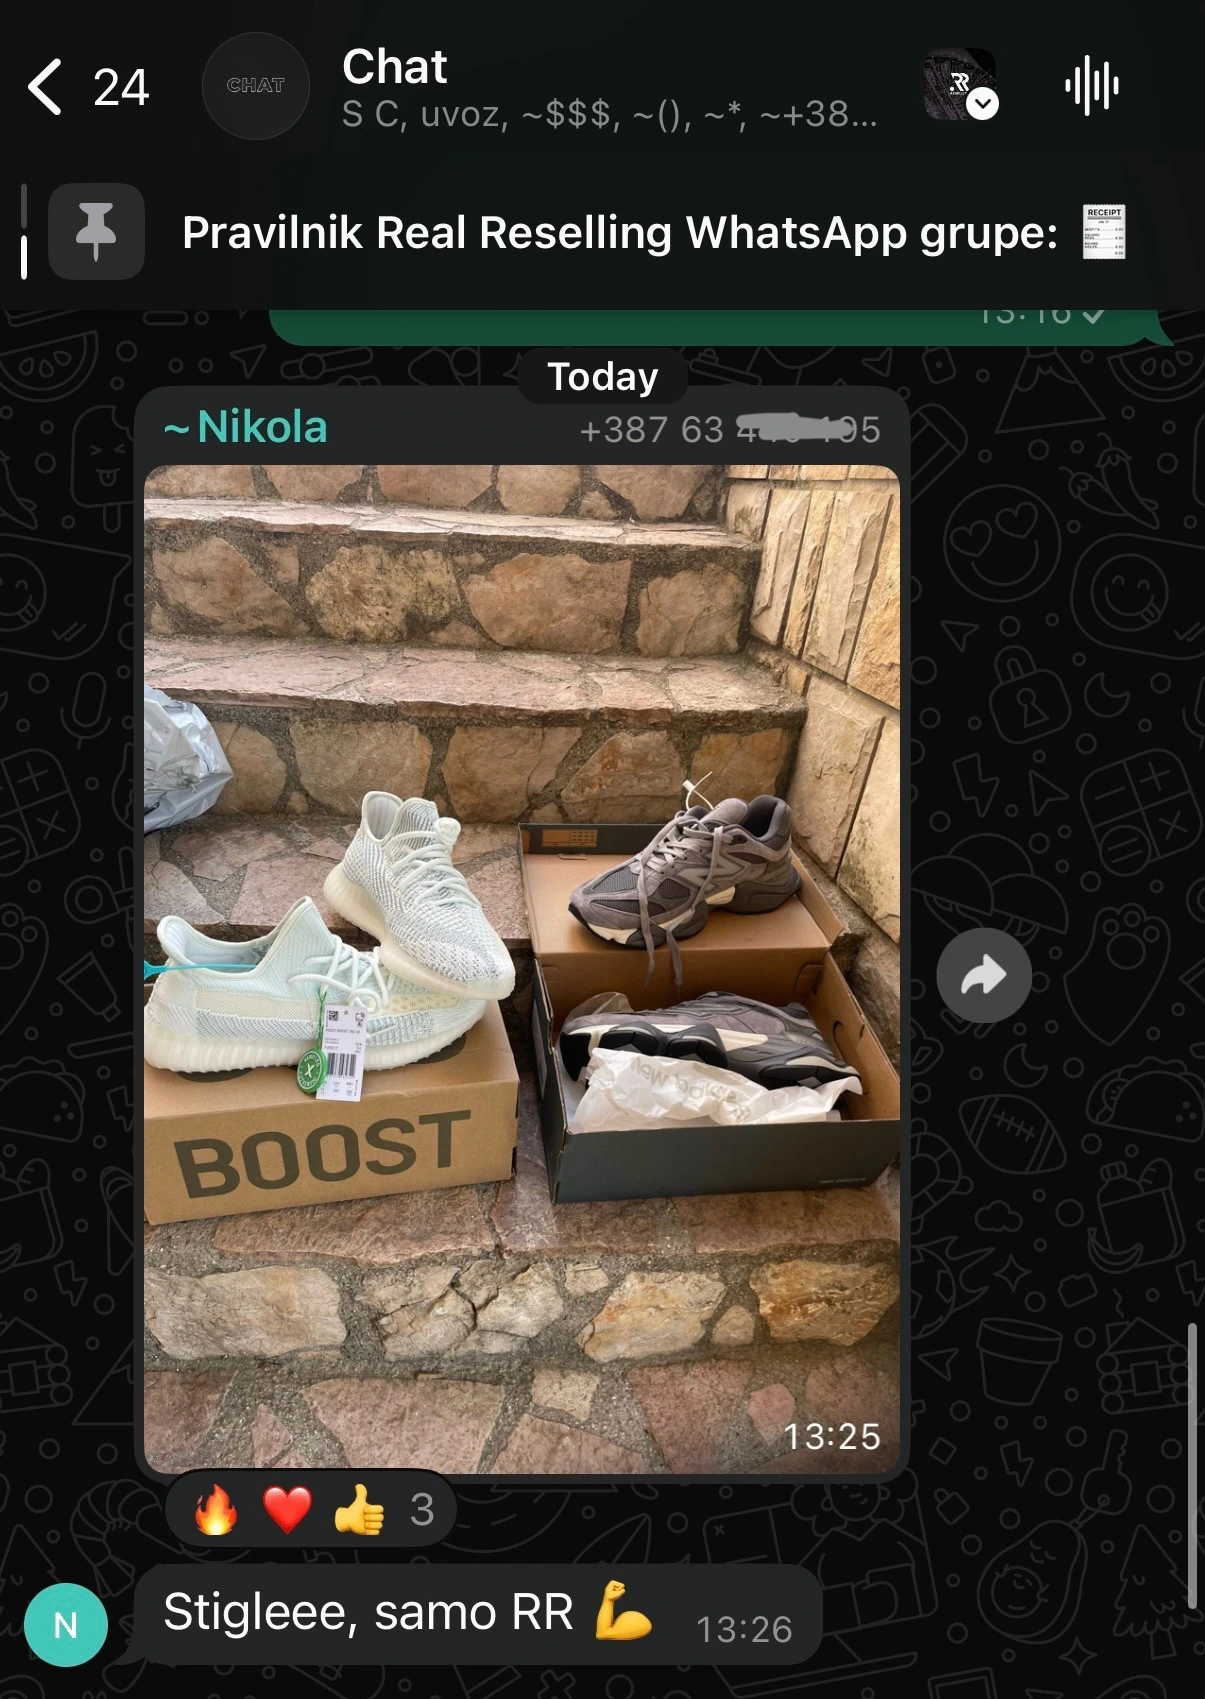 24
CHAT
Chat
S C, uvoz, ~$$$, ~(), ~*, ~+38...
RR
Pravilnik Real Reselling WhatsApp grupe:
RECEIPT
13:16
Today
~Nikola
+387 63
95
BOOST
new balance
13:25
🔥 ❤️ 👍 3
N
Stigleee, samo RR 💪
13:26